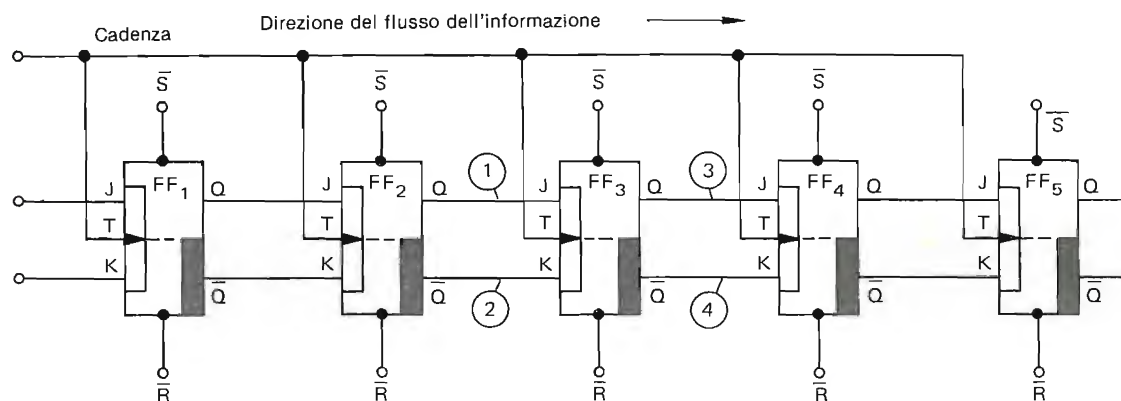 Cadenza
Direzione del flusso dell'informazione
S̅ S̅ S̅ S̅ S̅
J FF₁ Q J FF₂ Q 1 J FF₃ Q 3 J FF₄ Q J FF₅ Q
T T T T T
K Q̅ K Q̅ 2 K Q̅ 4 K Q̅ K Q̅
R̅ R̅ R̅ R̅ R̅